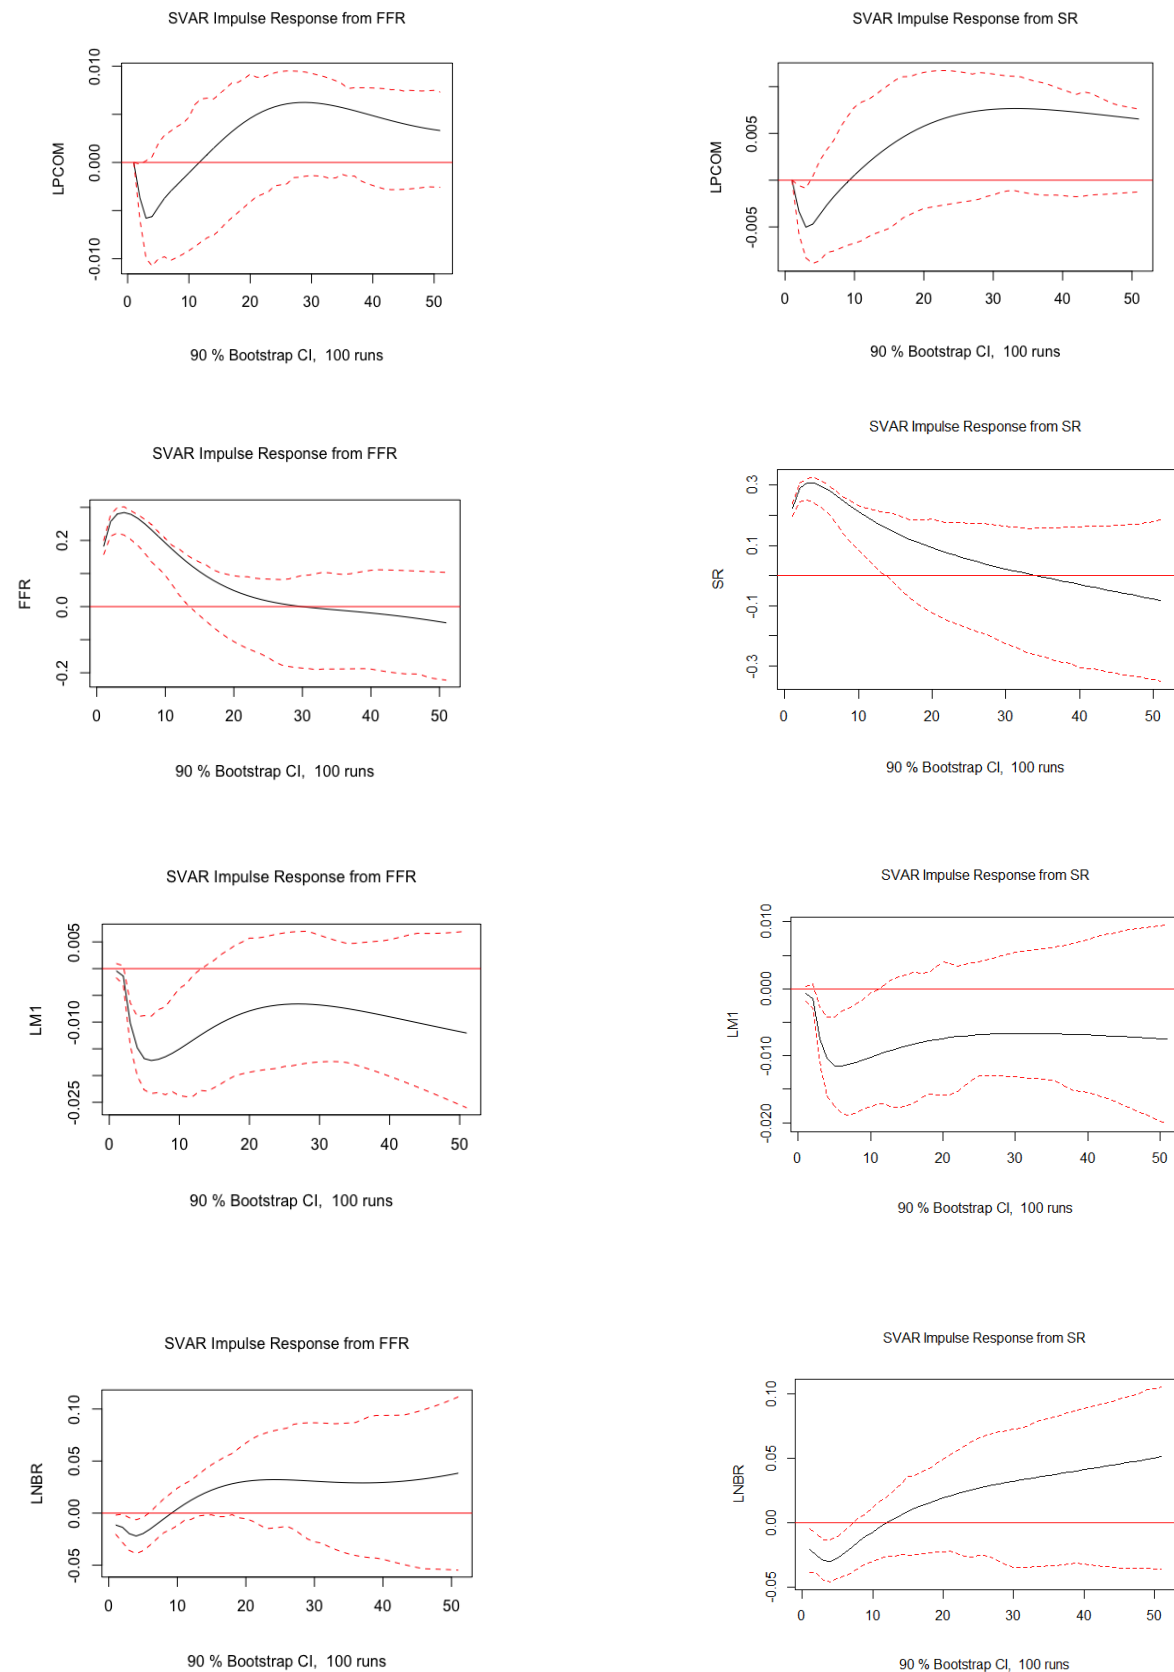 SVAR Impulse Response from FFR
LPCOM
0.010
0.000
-0.010
0 10 20 30 40 50
90 % Bootstrap CI, 100 runs
SVAR Impulse Response from SR
LPCOM
0.005
-0.005
0 10 20 30 40 50
90 % Bootstrap CI, 100 runs
SVAR Impulse Response from FFR
FFR
0.2
0.0
-0.2
0 10 20 30 40 50
90 % Bootstrap CI, 100 runs
SVAR Impulse Response from SR
SR
0.3
0.1
-0.1
-0.3
0 10 20 30 40 50
90 % Bootstrap CI, 100 runs
SVAR Impulse Response from FFR
LM1
0.005
-0.010
-0.025
0 10 20 30 40 50
90 % Bootstrap CI, 100 runs
SVAR Impulse Response from SR
LM1
0.010
0.000
-0.010
-0.020
0 10 20 30 40 50
90 % Bootstrap CI, 100 runs
SVAR Impulse Response from FFR
LNBR
0.10
0.05
0.00
-0.05
0 10 20 30 40 50
90 % Bootstrap CI, 100 runs
SVAR Impulse Response from SR
LNBR
0.10
0.05
0.00
-0.05
0 10 20 30 40 50
90 % Bootstrap CI, 100 runs